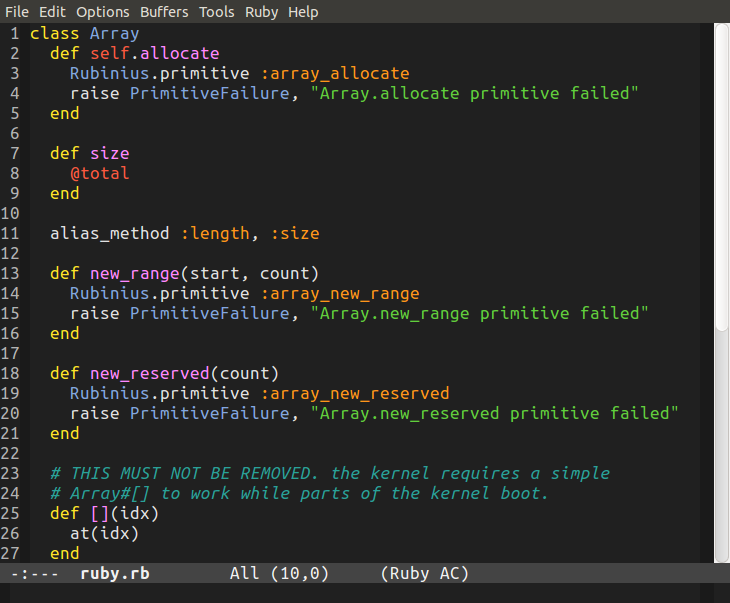 File Edit Options Buffers Tools Ruby Help
1 class Array
2   def self.allocate
3     Rubinius.primitive :array_allocate
4     raise PrimitiveFailure, "Array.allocate primitive failed"
5   end
6
7   def size
8     @total
9   end
10
11   alias_method :length, :size
12
13   def new_range(start, count)
14     Rubinius.primitive :array_new_range
15     raise PrimitiveFailure, "Array.new_range primitive failed"
16   end
17
18   def new_reserved(count)
19     Rubinius.primitive :array_new_reserved
20     raise PrimitiveFailure, "Array.new_reserved primitive failed"
21   end
22
23   # THIS MUST NOT BE REMOVED. the kernel requires a simple
24   # Array#[] to work while parts of the kernel boot.
25   def [](idx)
26     at(idx)
27   end
-:--- ruby.rb All (10,0) (Ruby AC)